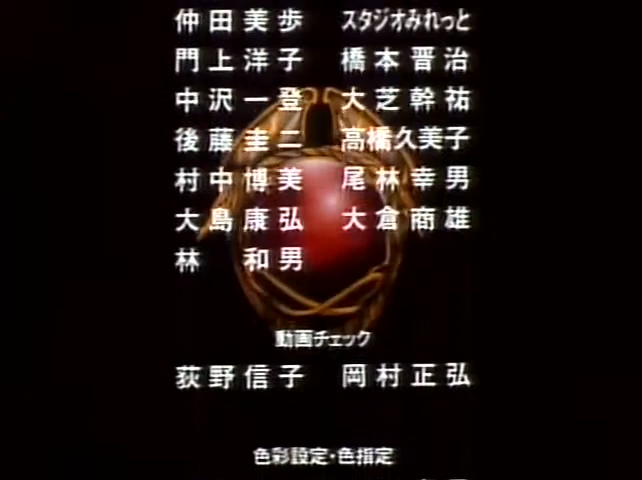 仲田美歩 スタジオみれっと
門上洋子 橋本晋治
中沢一登 大芝幹祐
後藤圭二 高橋久美子
村中博美 尾林幸男
大島康弘 大倉商雄
林 和男
動画チェック
荻野信子 岡村正弘
色彩設定・色指定